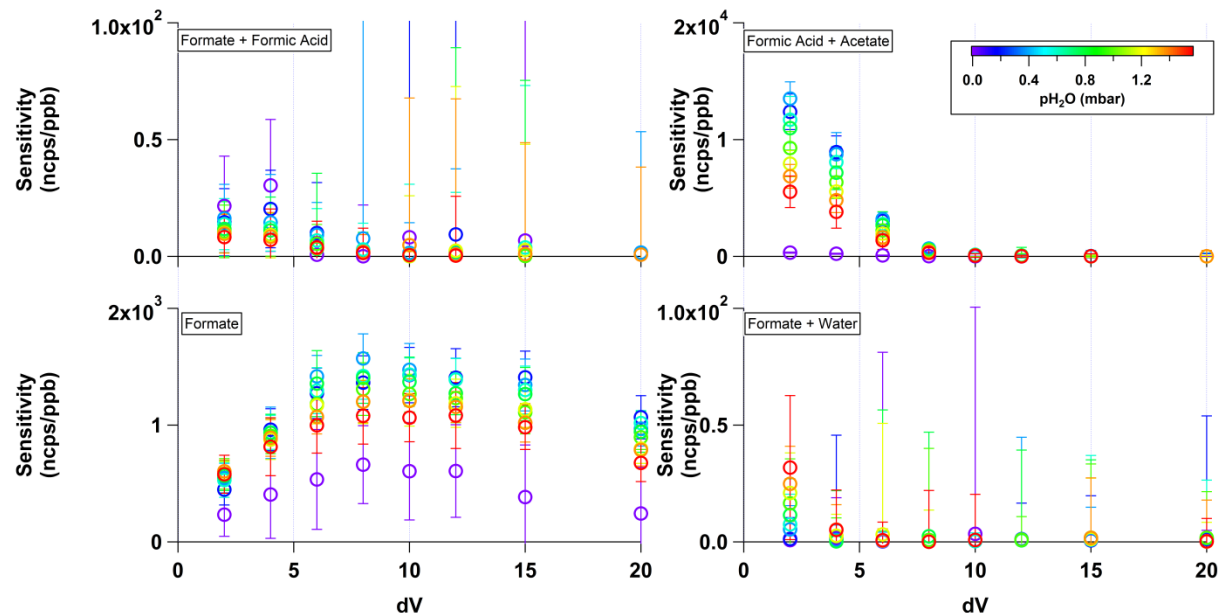 1.0x10²
Formate + Formic Acid
0.5
0.0
Sensitivity
(ncps/ppb)
2x10⁴
Formic Acid + Acetate
1
0
Sensitivity
(ncps/ppb)
0.0 0.4 0.8 1.2
pH₂O (mbar)
2x10³
Formate
1
0
Sensitivity
(ncps/ppb)
0 5 10 15 20
dV
1.0x10²
Formate + Water
0.5
0.0
Sensitivity
(ncps/ppb)
0 5 10 15 20
dV